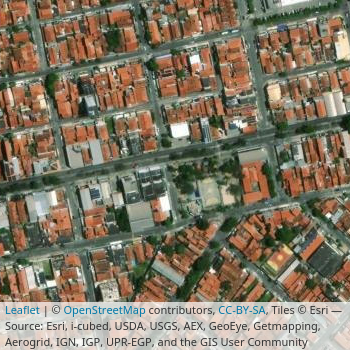 Leaflet | © OpenStreetMap contributors, CC-BY-SA, Tiles © Esri —
Source: Esri, i-cubed, USDA, USGS, AEX, GeoEye, Getmapping,
Aerogrid, IGN, IGP, UPR-EGP, and the GIS User Community